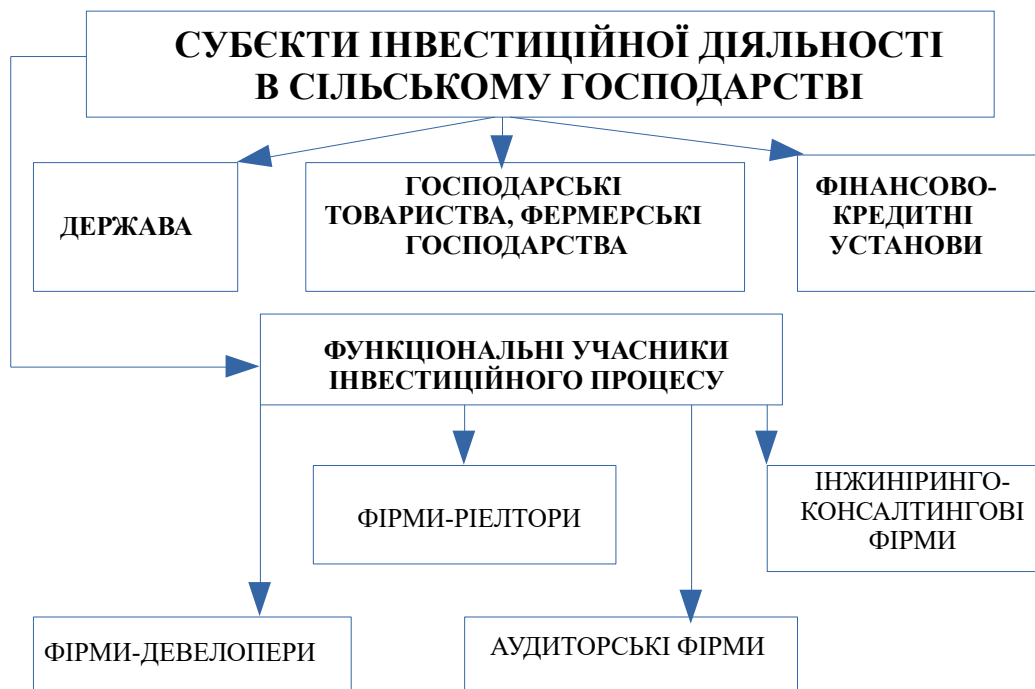 СУБЄКТИ ІНВЕСТИЦІЙНОЇ ДІЯЛЬНОСТІ
В СІЛЬСЬКОМУ ГОСПОДАРСТВІ
ДЕРЖАВА
ГОСПОДАРСЬКІ
ТОВАРИСТВА, ФЕРМЕРСЬКІ
ГОСПОДАРСТВА
ФІНАНСОВО-
КРЕДИТНІ
УСТАНОВИ
ФУНКЦІОНАЛЬНІ УЧАСНИКИ
ІНВЕСТИЦІЙНОГО ПРОЦЕСУ
ФІРМИ-РІЕЛТОРИ
ІНЖИНІРИНГО-
КОНСАЛТИНГОВІ
ФІРМИ
ФІРМИ-ДЕВЕЛОПЕРИ
АУДИТОРСЬКІ ФІРМИ